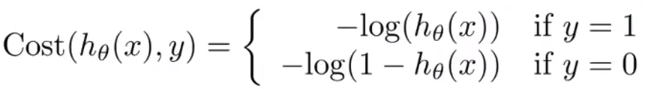 Cost(hθ(x), y) = { −log(hθ(x)) if y = 1
−log(1 − hθ(x)) if y = 0